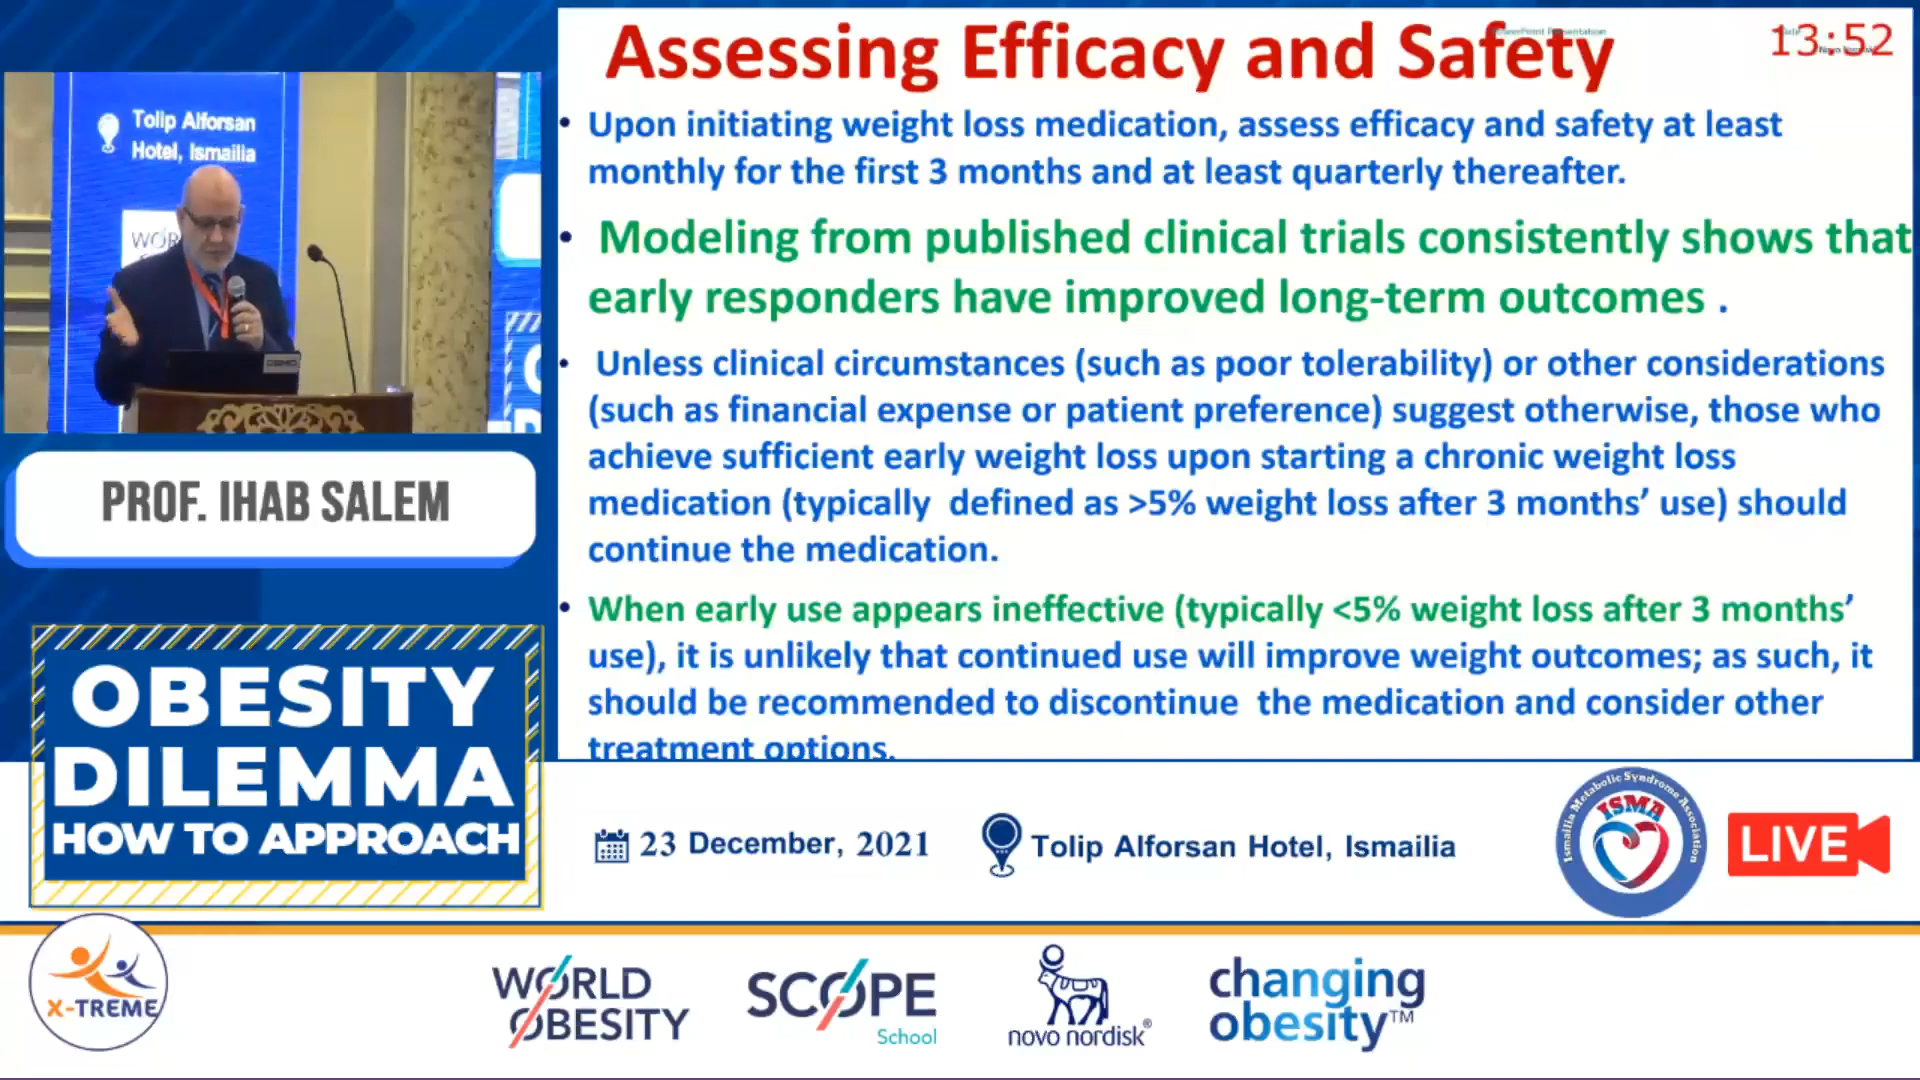 Assessing Efficacy and Safety
13:52
• Upon initiating weight loss medication, assess efficacy and safety at least
monthly for the first 3 months and at least quarterly thereafter.
• Modeling from published clinical trials consistently shows that
early responders have improved long-term outcomes .
• Unless clinical circumstances (such as poor tolerability) or other considerations
(such as financial expense or patient preference) suggest otherwise, those who
achieve sufficient early weight loss upon starting a chronic weight loss
medication (typically defined as >5% weight loss after 3 months’ use) should
continue the medication.
• When early use appears ineffective (typically <5% weight loss after 3 months’
use), it is unlikely that continued use will improve weight outcomes; as such, it
should be recommended to discontinue the medication and consider other
treatment options.
Tolip Alforsan
Hotel, Ismailia
WOR
PROF. IHAB SALEM
OBESITY
DILEMMA
HOW TO APPROACH
23 December, 2021
Tolip Alforsan Hotel, Ismailia
Ismailia Metabolic Syndrome Association
ISMA
LIVE
X-TREME
WORLD
OBESITY
SCOPE
School
novo nordisk®
changing
obesity™